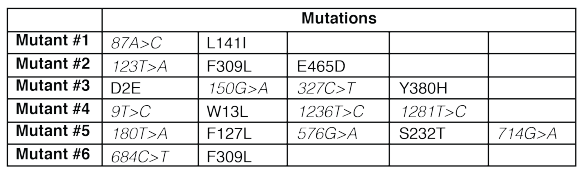 Mutations
Mutant #1 87A>C L141I
Mutant #2 123T>A F309L E465D
Mutant #3 D2E 150G>A 327C>T Y380H
Mutant #4 9T>C W13L 1236T>C 1281T>C
Mutant #5 180T>A F127L 576G>A S232T 714G>A
Mutant #6 684C>T F309L